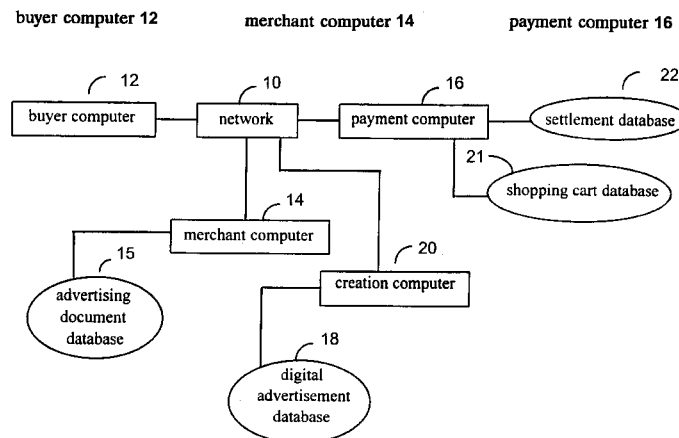 buyer computer 12 merchant computer 14 payment computer 16
12 10 16 22
buyer computer network payment computer settlement database
21
shopping cart database
14
merchant computer
15
20
advertising
document
database
creation computer
18
digital
advertisement
database